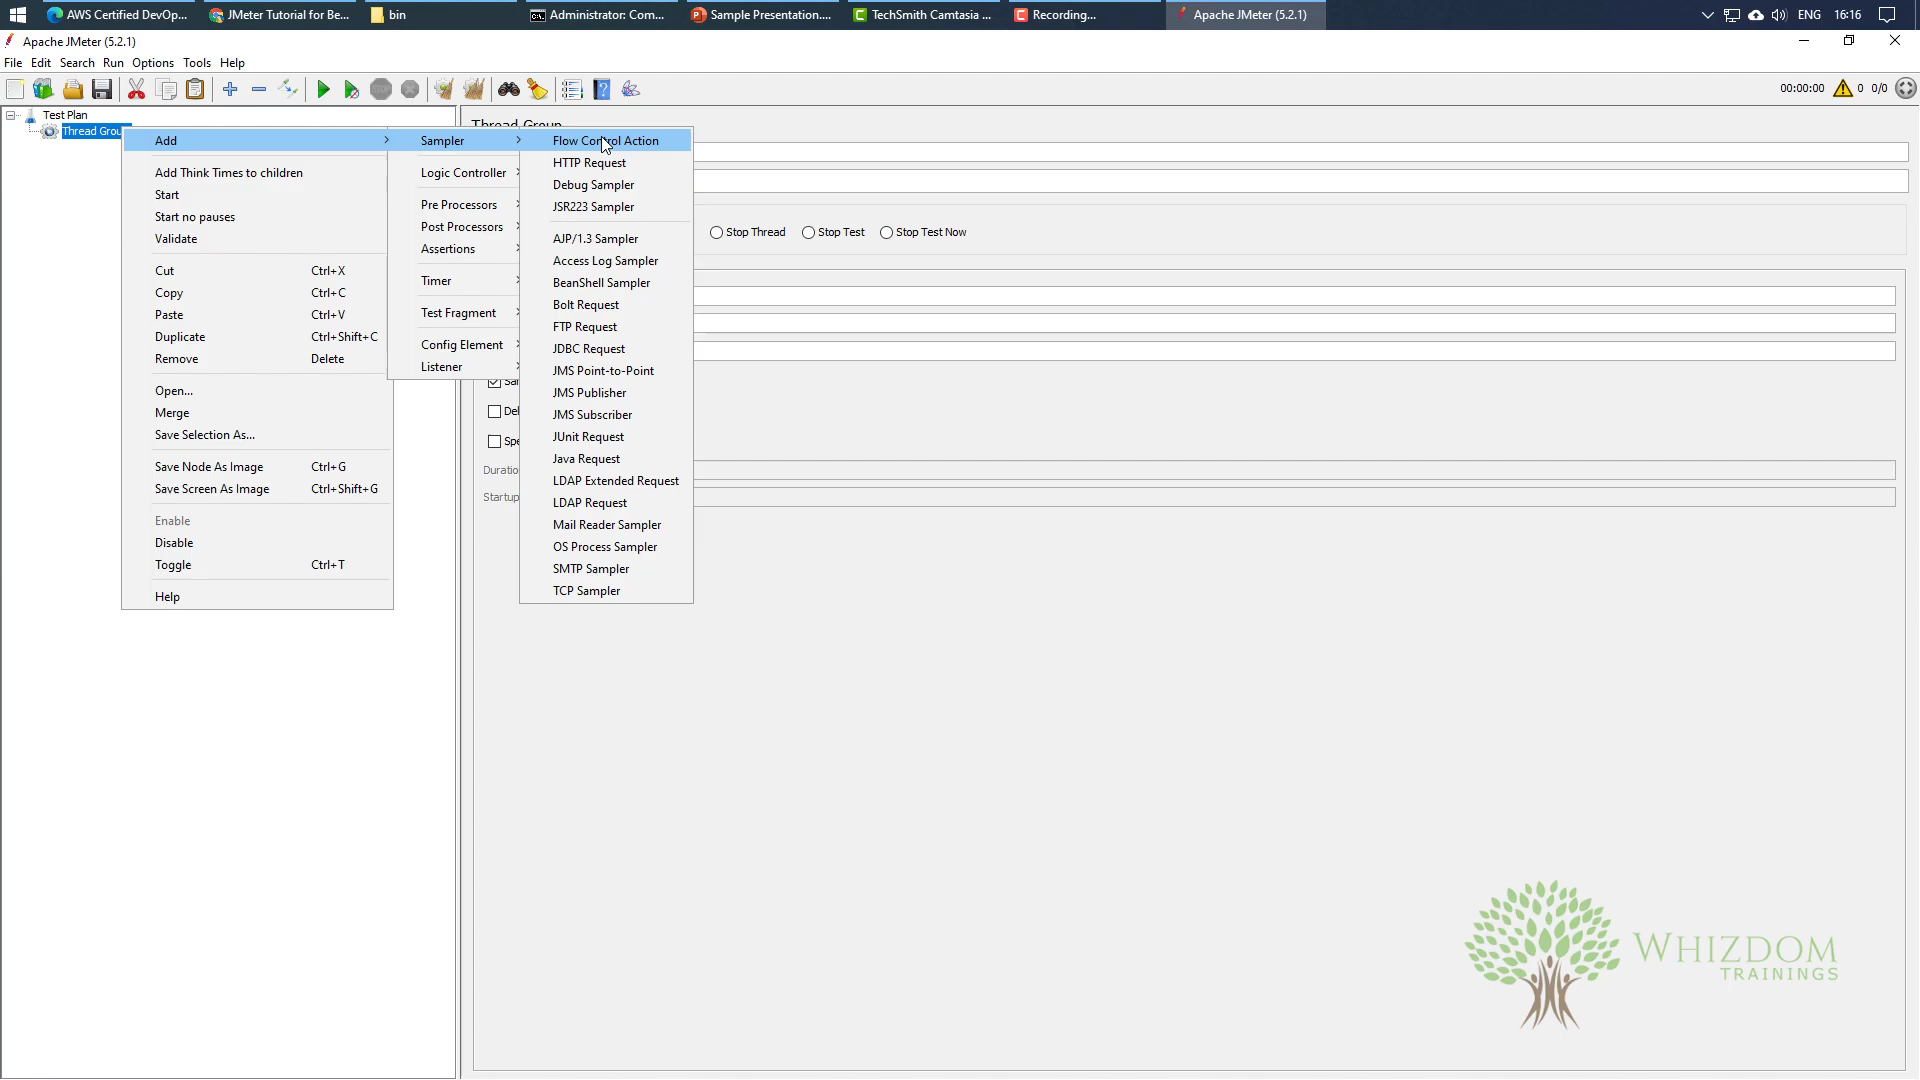 AWS Certified DevOp...
JMeter Tutorial for Be...
bin
Administrator: Com...
Sample Presentation....
TechSmith Camtasia ...
Recording...
Apache JMeter (5.2.1)
ENG
16:16
Apache JMeter (5.2.1)
File Edit Search Run Options Tools Help
STOP
00:00:00
0
0/0
Test Plan
Thread Grou
Thread Group
Add
Add Think Times to children
Start
Start no pauses
Validate
Cut Ctrl+X
Copy Ctrl+C
Paste Ctrl+V
Duplicate Ctrl+Shift+C
Remove Delete
Open...
Merge
Save Selection As...
Save Node As Image Ctrl+G
Save Screen As Image Ctrl+Shift+G
Enable
Disable
Toggle Ctrl+T
Help
Sampler
Logic Controller
Pre Processors
Post Processors
Assertions
Timer
Test Fragment
Config Element
Listener
Flow Control Action
HTTP Request
Debug Sampler
JSR223 Sampler
AJP/1.3 Sampler
Access Log Sampler
BeanShell Sampler
Bolt Request
FTP Request
JDBC Request
JMS Point-to-Point
JMS Publisher
JMS Subscriber
JUnit Request
Java Request
LDAP Extended Request
LDAP Request
Mail Reader Sampler
OS Process Sampler
SMTP Sampler
TCP Sampler
Stop Thread Stop Test Stop Test Now
Spe
Duratio
Startup
WHIZDOM
TRAININGS